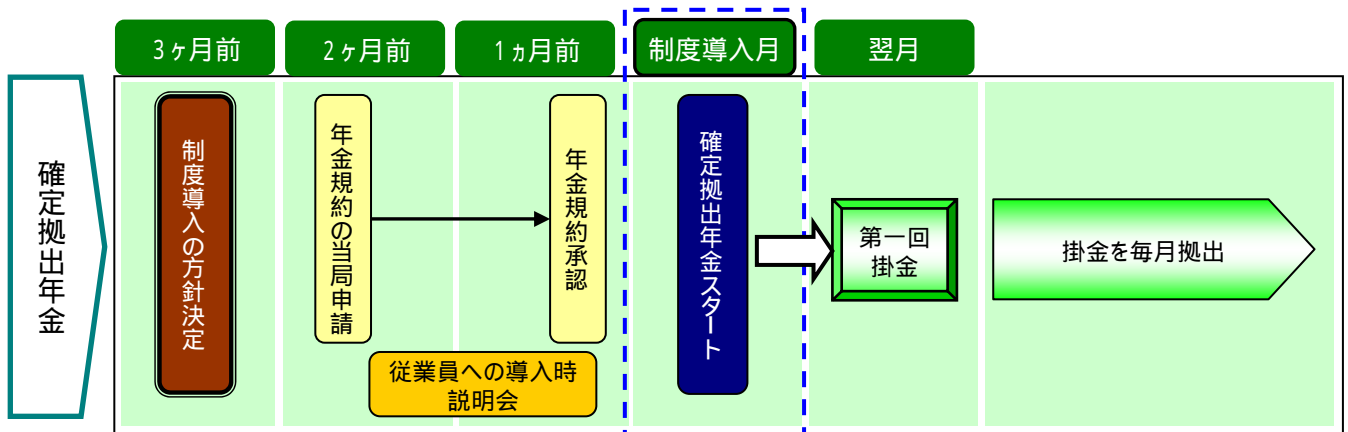 3ヶ月前
2ヶ月前
1ヵ月前
制度導入月
翌月
確定拠出年金
制度導入の方針決定
年金規約の当局申請
年金規約承認
従業員への導入時
説明会
確定拠出年金スタート
第一回
掛金
掛金を毎月拠出